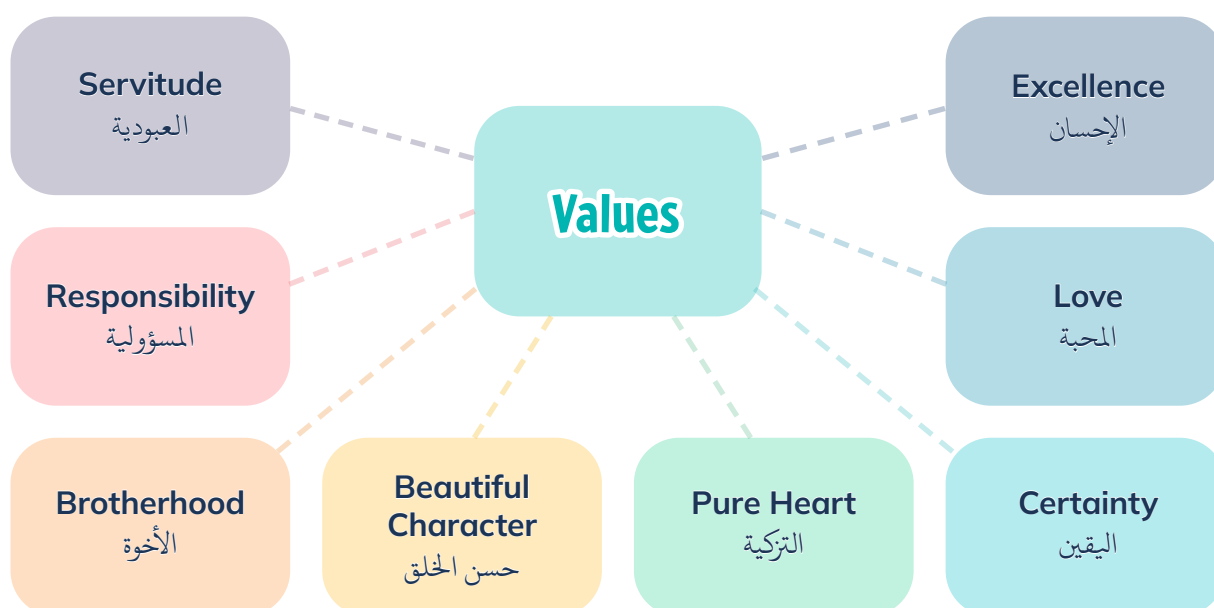 Servitude
العبودية
Excellence
الإحسان
Values
Responsibility
المسؤولية
Love
المحبة
Brotherhood
الأخوة
Beautiful
Character
حسن الخلق
Pure Heart
التزكية
Certainty
اليقين